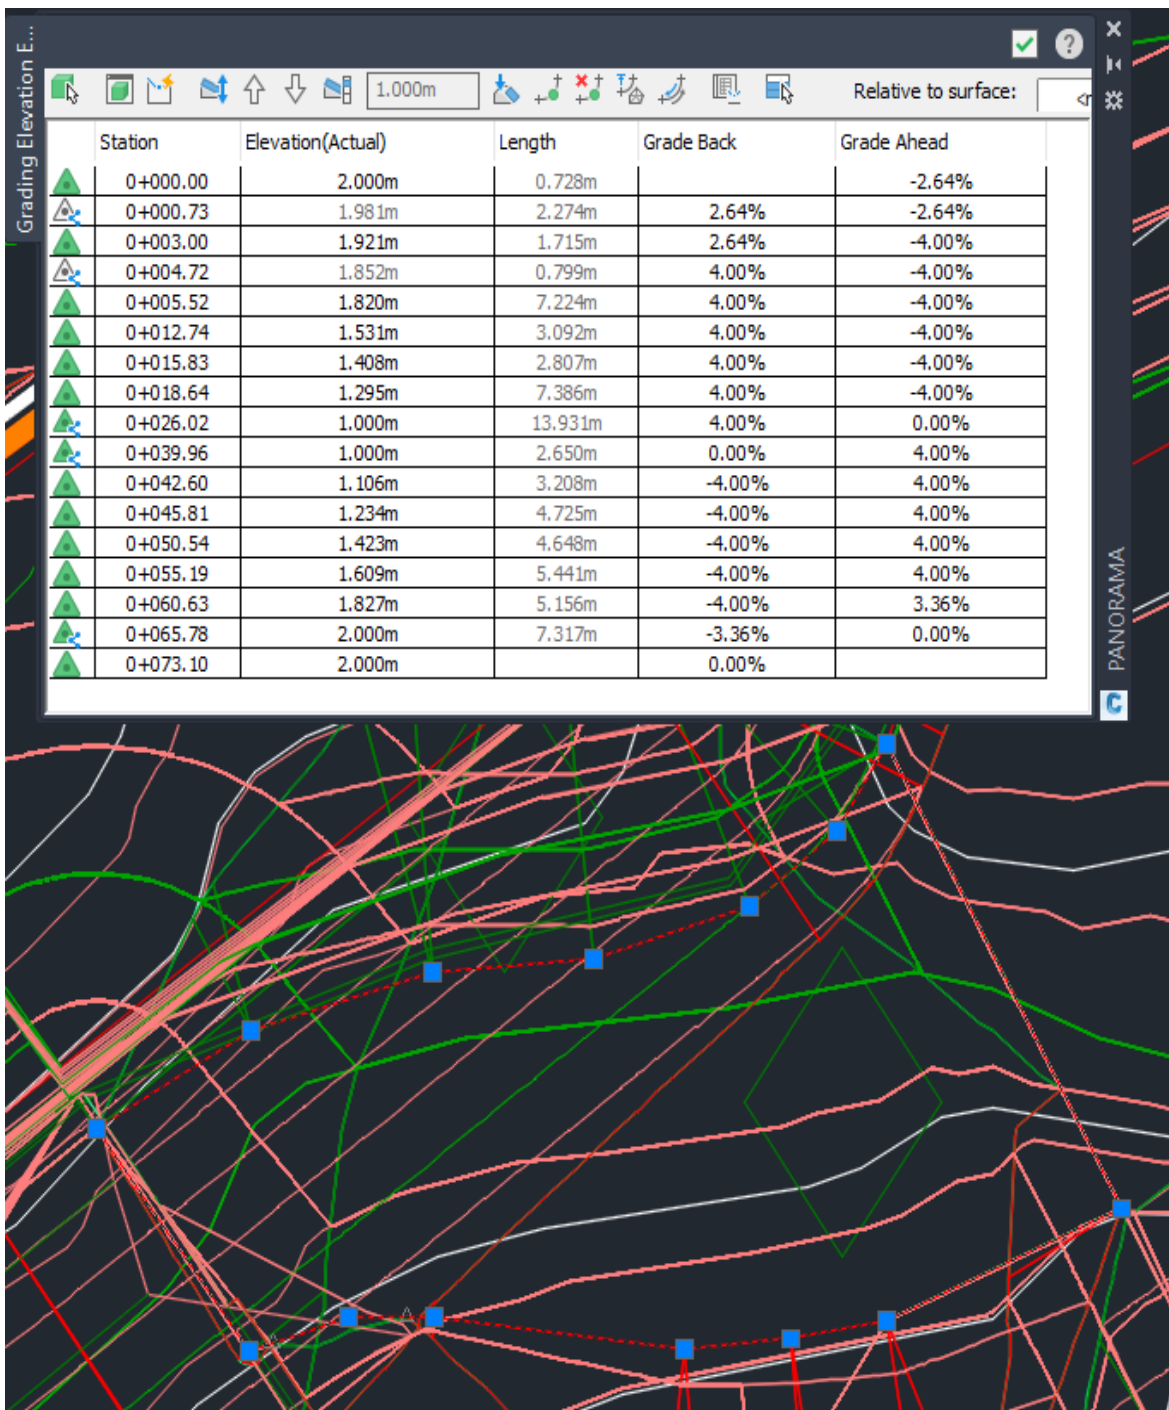 Grading Elevation E...
1.000m Relative to surface: <r
Station Elevation(Actual) Length Grade Back Grade Ahead
0+000.00 2.000m 0.728m -2.64%
0+000.73 1.981m 2.274m 2.64% -2.64%
0+003.00 1.921m 1.715m 2.64% -4.00%
0+004.72 1.852m 0.799m 4.00% -4.00%
0+005.52 1.820m 7.224m 4.00% -4.00%
0+012.74 1.531m 3.092m 4.00% -4.00%
0+015.83 1.408m 2.807m 4.00% -4.00%
0+018.64 1.295m 7.386m 4.00% -4.00%
0+026.02 1.000m 13.931m 4.00% 0.00%
0+039.96 1.000m 2.650m 0.00% 4.00%
0+042.60 1.106m 3.208m -4.00% 4.00%
0+045.81 1.234m 4.725m -4.00% 4.00%
0+050.54 1.423m 4.648m -4.00% 4.00%
0+055.19 1.609m 5.441m -4.00% 4.00%
0+060.63 1.827m 5.156m -4.00% 3.36%
0+065.78 2.000m 7.317m -3.36% 0.00%
0+073.10 2.000m 0.00%
PANORAMA
C